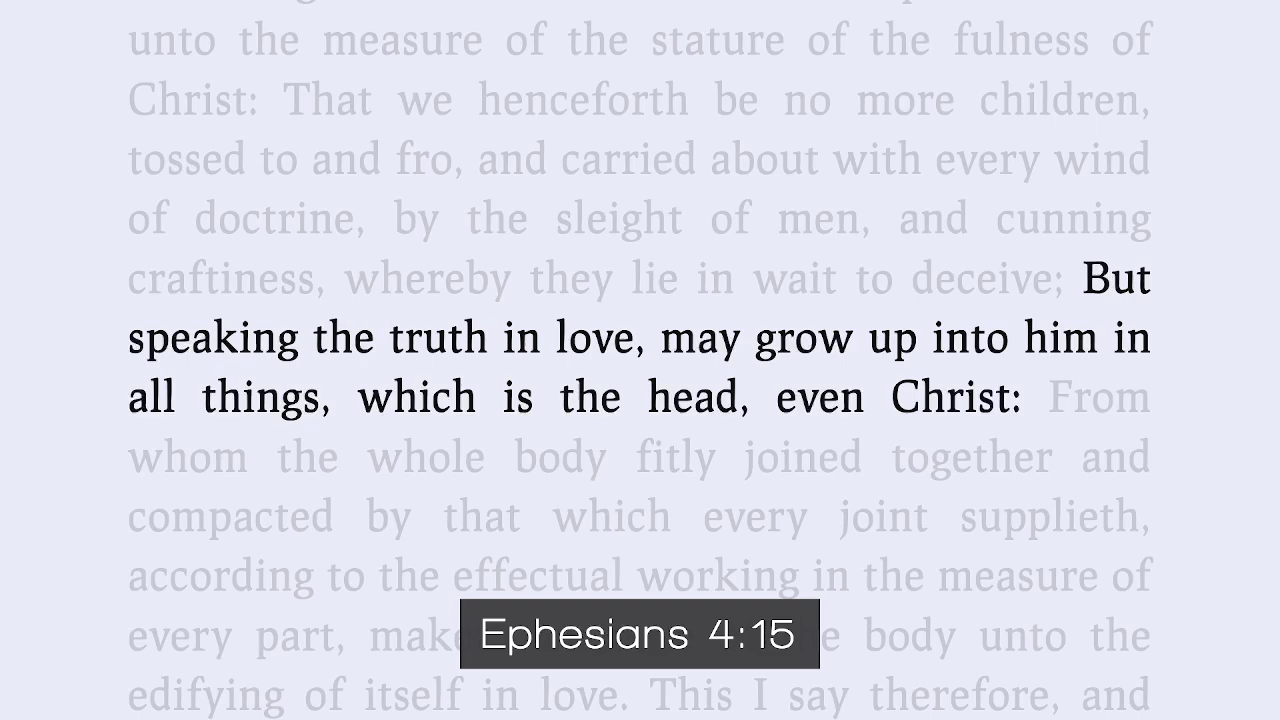 unto the measure of the stature of the fulness of
Christ: That we henceforth be no more children,
tossed to and fro, and carried about with every wind
of doctrine, by the sleight of men, and cunning
craftiness, whereby they lie in wait to deceive; But
speaking the truth in love, may grow up into him in
all things, which is the head, even Christ: From
whom the whole body fitly joined together and
compacted by that which every joint supplieth,
according to the effectual working in the measure of
every part, body unto the
Ephesians 4:15
edifying of itself in love. This I say therefore, and